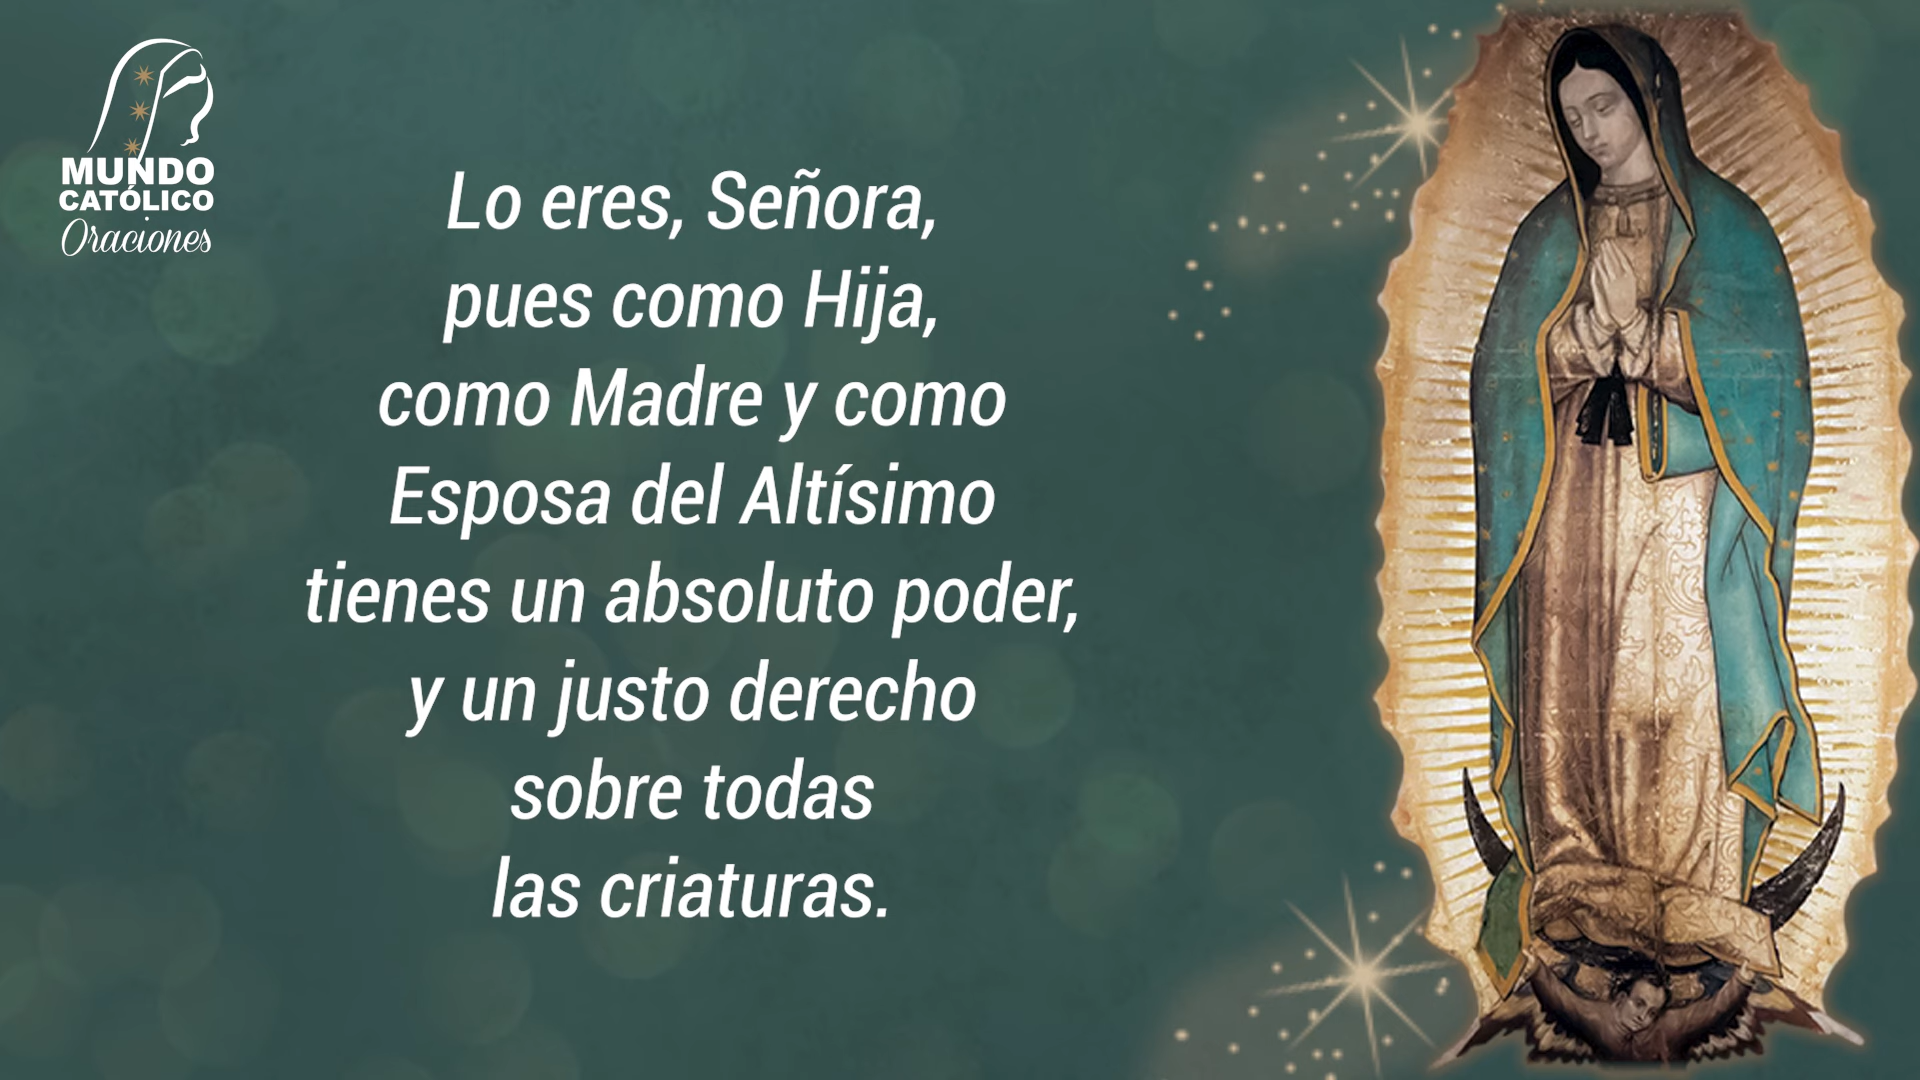 MUNDO
CATÓLICO
Oraciones
Lo eres, Señora,
pues como Hija,
como Madre y como
Esposa del Altísimo
tienes un absoluto poder,
y un justo derecho
sobre todas
las criaturas.